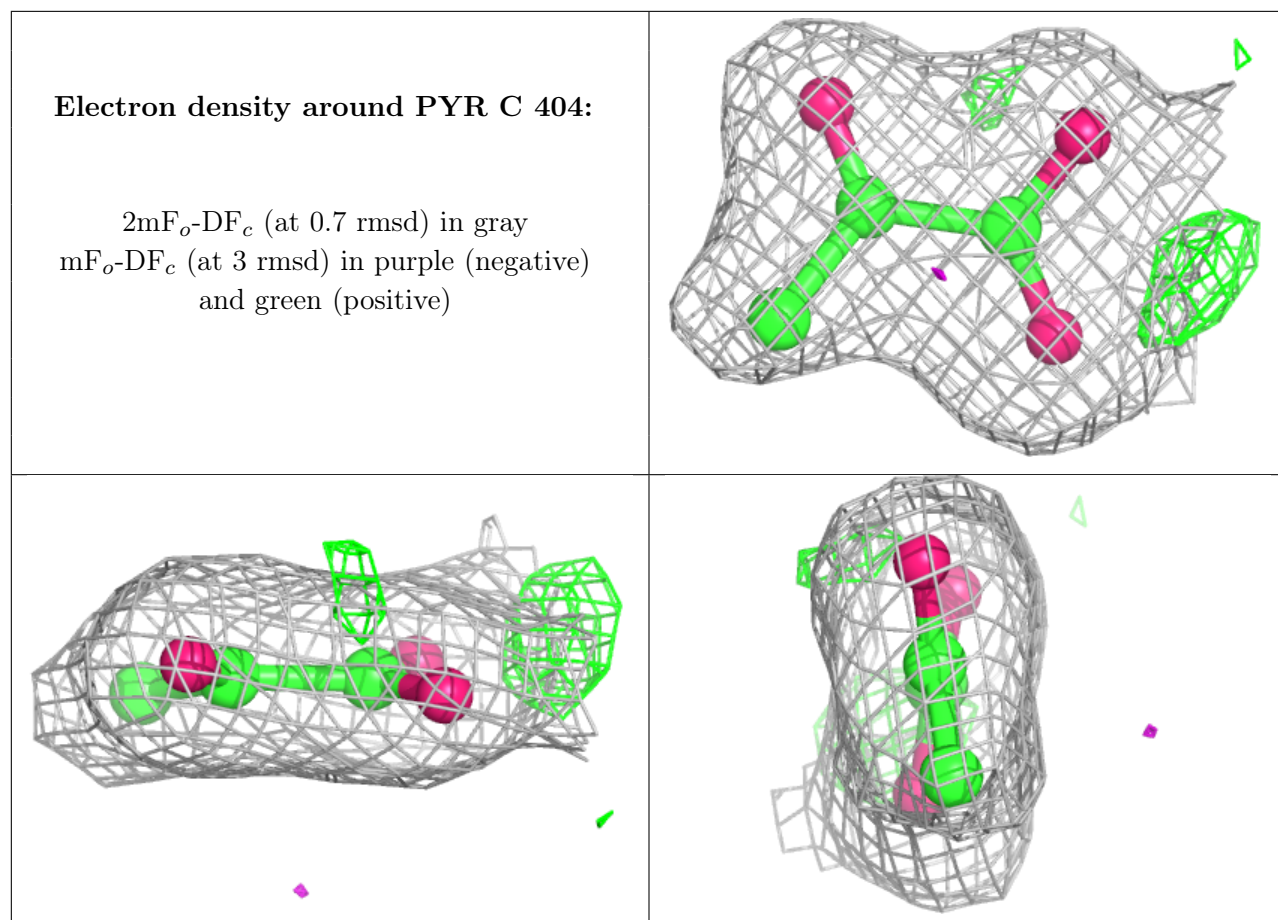 Electron density around PYR C 404:
2mFₒ-DF𝒸 (at 0.7 rmsd) in gray
mFₒ-DF𝒸 (at 3 rmsd) in purple (negative)
and green (positive)